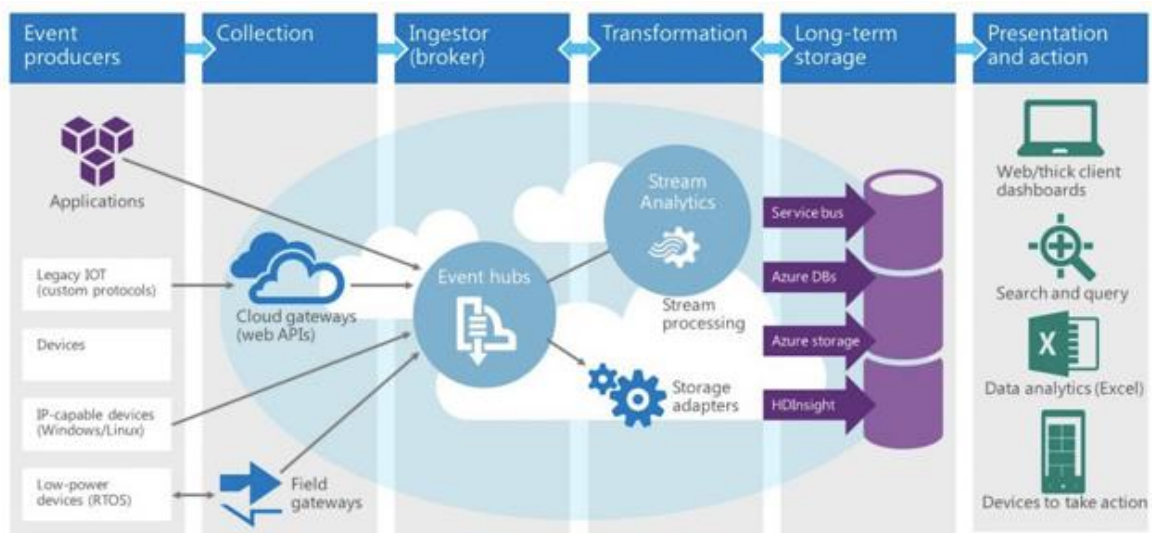 Event
producers
Collection
Ingestor
(broker)
Transformation
Long-term
storage
Presentation
and action
Applications
Legacy IOT
(custom protocols)
Devices
IP-capable devices
(Windows/Linux)
Low-power
devices (RTOS)
Cloud gateways
(web APIs)
Field
gateways
Event hubs
Stream
Analytics
Stream
processing
Storage
adapters
Service bus
Azure DBs
Azure storage
HDInsight
Web/thick client
dashboards
Search and query
X
Data analytics (Excel)
Devices to take action